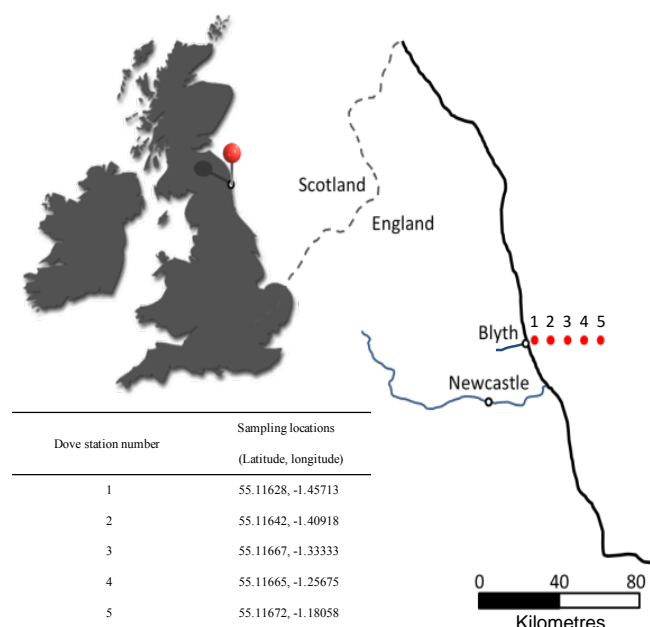 Scotland
England
1 2 3 4 5
Blyth
Newcastle
Dove station number
Sampling locations
(Latitude, longitude)
1 55.11628, -1.45713
2 55.11642, -1.40918
3 55.11667, -1.33333
4 55.11665, -1.25675
5 55.11672, -1.18058
0 40 80
Kilometres